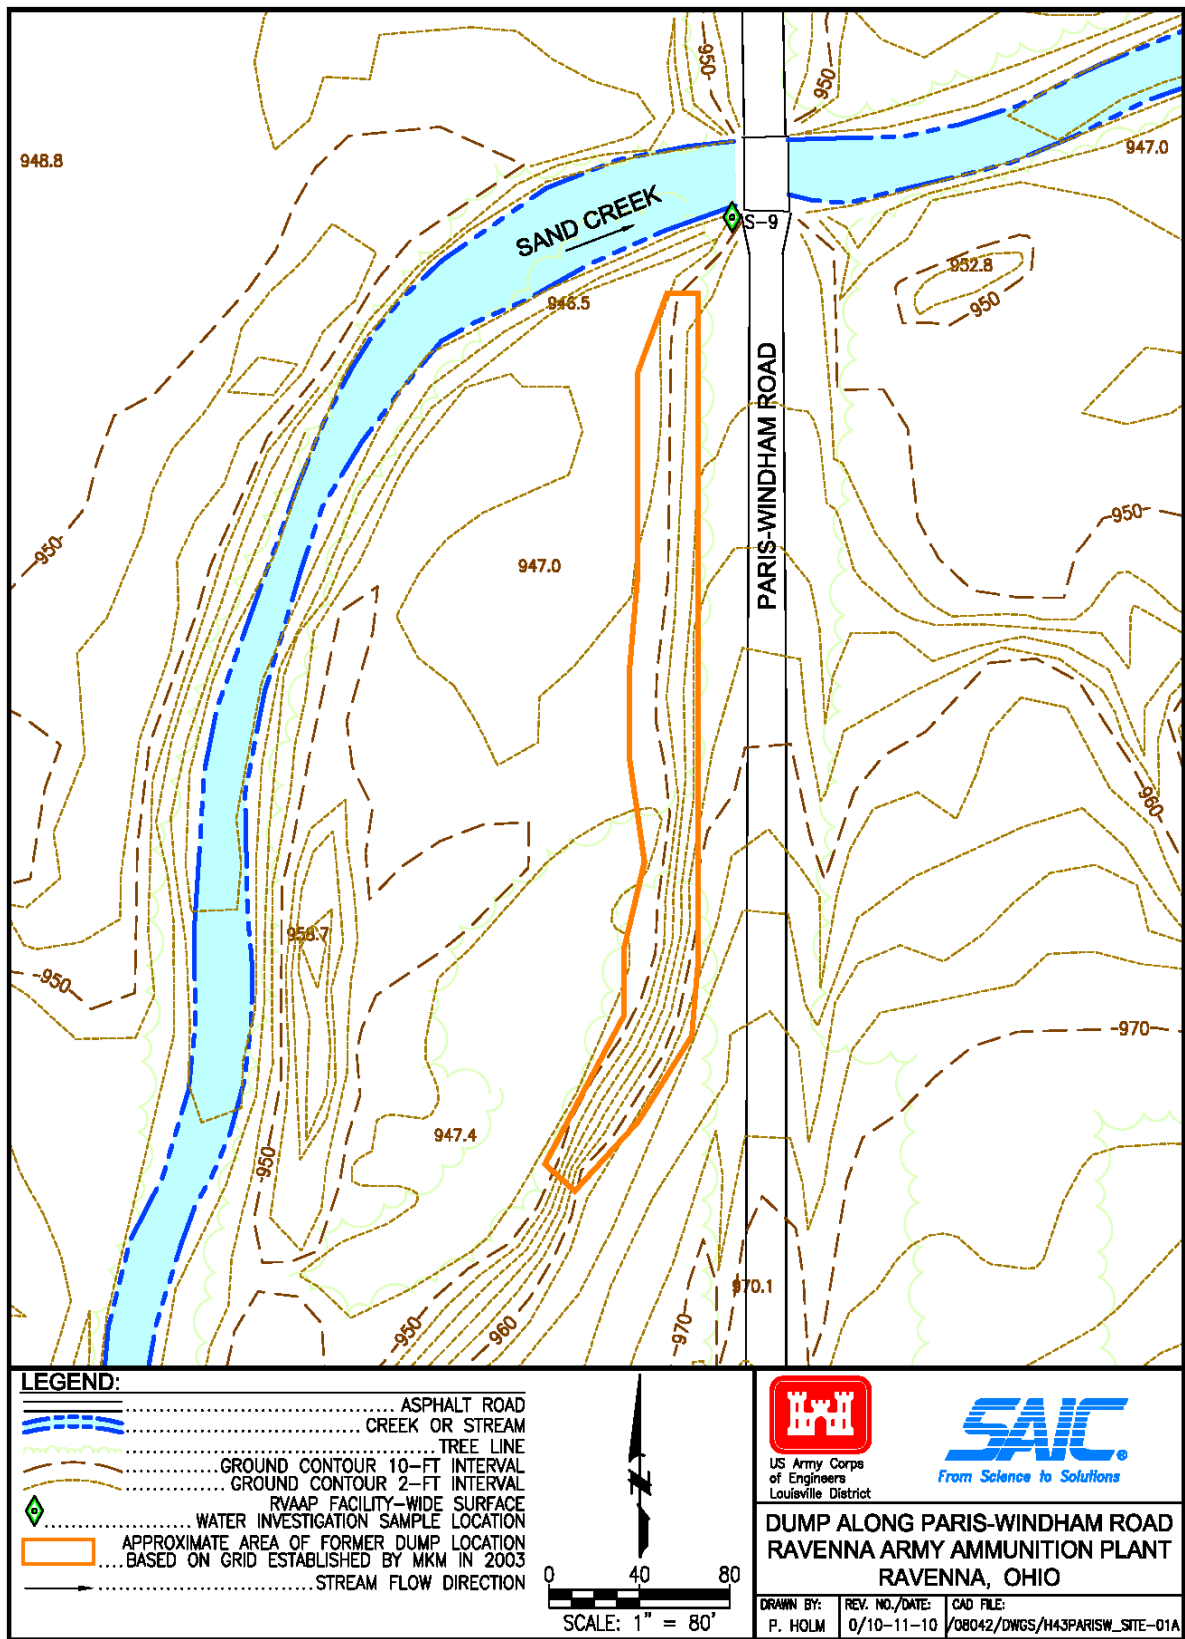 950
950
948.8
947.0
SAND CREEK
S-9
952.8
946.5
950
PARIS-WINDHAM ROAD
950
950
947.0
960
958.7
950
970
947.4
950
970.1
950
960
970
LEGEND:
ASPHALT ROAD
CREEK OR STREAM
TREE LINE
GROUND CONTOUR 10-FT INTERVAL
GROUND CONTOUR 2-FT INTERVAL
RVAAP FACILITY-WIDE SURFACE
WATER INVESTIGATION SAMPLE LOCATION
APPROXIMATE AREA OF FORMER DUMP LOCATION
BASED ON GRID ESTABLISHED BY MKM IN 2003
STREAM FLOW DIRECTION
0 40 80
SCALE: 1" = 80'
US Army Corps
of Engineers
Louisville District
SAIC®
From Science to Solutions
DUMP ALONG PARIS-WINDHAM ROAD
RAVENNA ARMY AMMUNITION PLANT
RAVENNA, OHIO
DRAWN BY:
P. HOLM
REV. NO./DATE:
0/10-11-10
CAD FILE:
/08042/DWGS/H43PARISW_SITE-01A